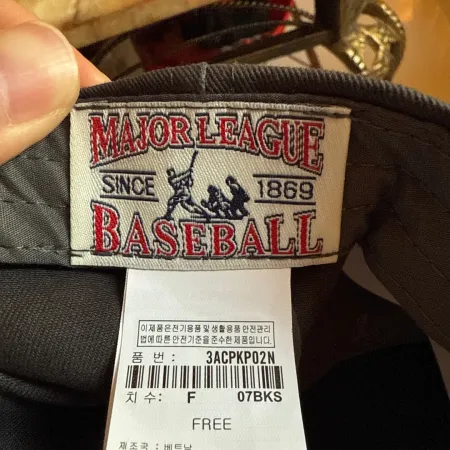 MAJOR LEAGUE
SINCE 1869
BASEBALL
이제품은전기용품및생활용품안전관리
법에따른안전기준을준수한제품입니다
품 번: 3ACPKP02N
치 수: F 07BKS
FREE
제조국: 베트남